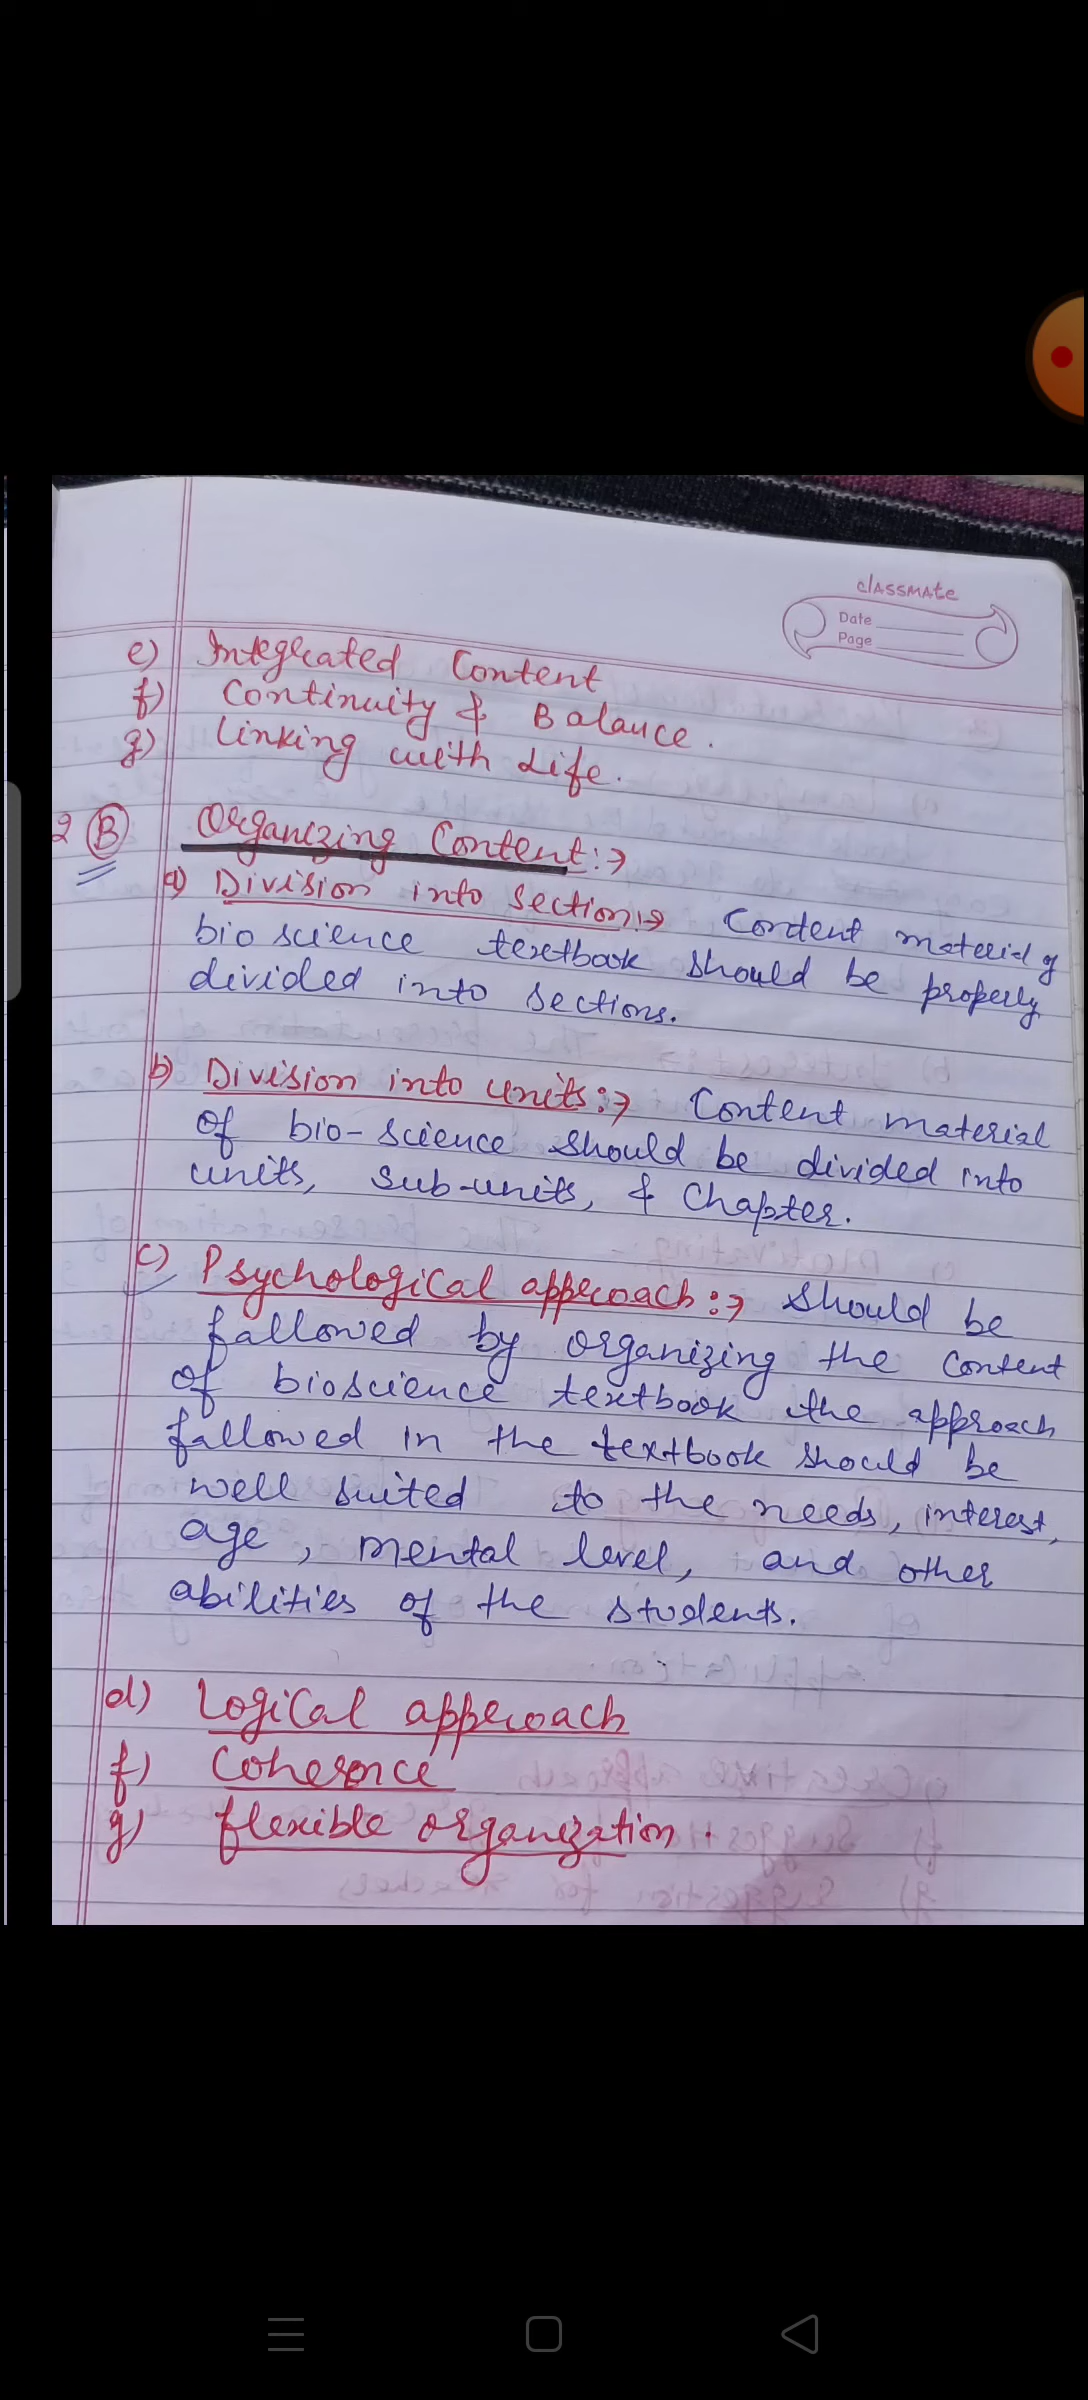 classmate
Date
Page
e) Integrated Content
f) Continuity & Balance.
g) linking with Life.
2 (B) Organizing Content:→
a) Division into Section:→ Content material of
bio science textbook should be properly
divided into sections.
b) Division into units:→ Content material
of bio-science should be divided into
units, sub-units, & Chapter.
c) Psychological approach:→ should be
fallowed by organizing the content
of bioscience textbook the approach
fallowed in the textbook should be
well suited to the needs, interest,
age, mental level, and other
abilities of the students.
d) Logical approach
f) Coherence
g) flexible organization.